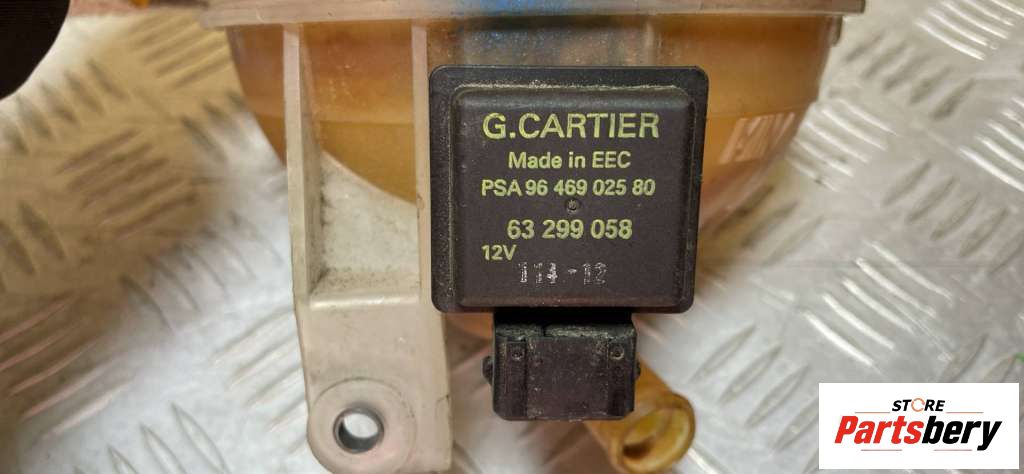 G.CARTIER
Made in EEC
PSA 96 469 025 80
63 299 058
12V
STORE
Partsbery